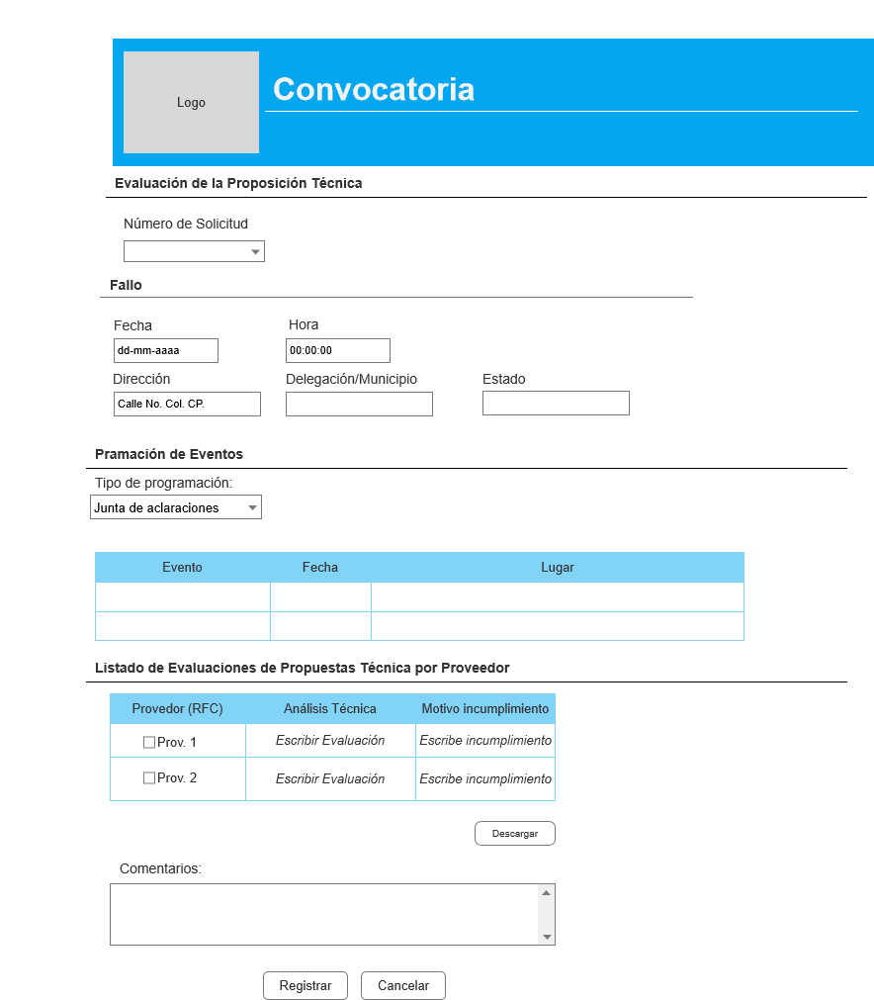 Logo
Convocatoria
Evaluación de la Proposición Técnica
Número de Solicitud
Fallo
Fecha
Hora
dd-mm-aaaa
00:00:00
Dirección
Delegación/Municipio
Estado
Calle No. Col. CP.
Pramación de Eventos
Tipo de programación:
Junta de aclaraciones
Evento Fecha Lugar
Listado de Evaluaciones de Propuestas Técnica por Proveedor
Provedor (RFC) Análisis Técnica Motivo incumplimiento
Prov. 1 Escribir Evaluación Escribe incumplimiento
Prov. 2 Escribir Evaluación Escribe incumplimiento
Descargar
Comentarios:
Registrar Cancelar